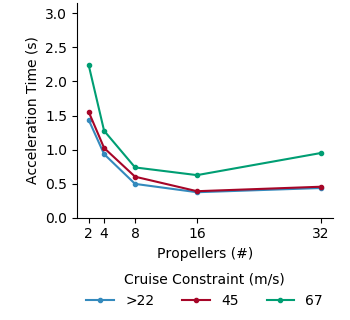 3.0
2.5
2.0
1.5
1.0
0.5
0.0
Acceleration Time (s)
2 4 8 16 32
Propellers (#)
Cruise Constraint (m/s)
>22 45 67